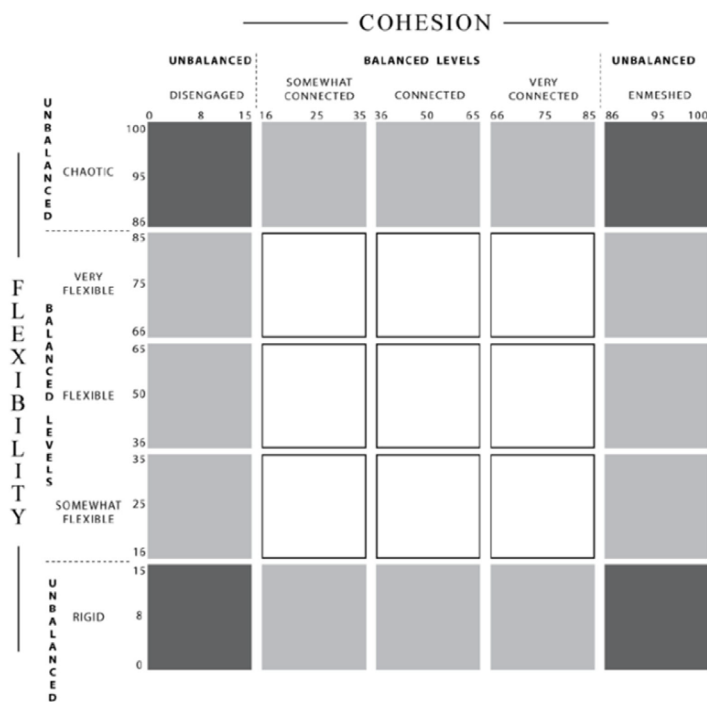 COHESION
UNBALANCED BALANCED LEVELS UNBALANCED
DISENGAGED SOMEWHAT CONNECTED CONNECTED VERY CONNECTED ENMESHED
0 8 15 16 25 35 36 50 65 66 75 85 86 95 100
FLEXIBILITY
UNBALANCED
CHAOTIC
100
95
86
BALANCED LEVELS
VERY
FLEXIBLE
85
75
66
FLEXIBLE
65
50
36
SOMEWHAT
FLEXIBLE
35
25
16
UNBALANCED
RIGID
15
8
0